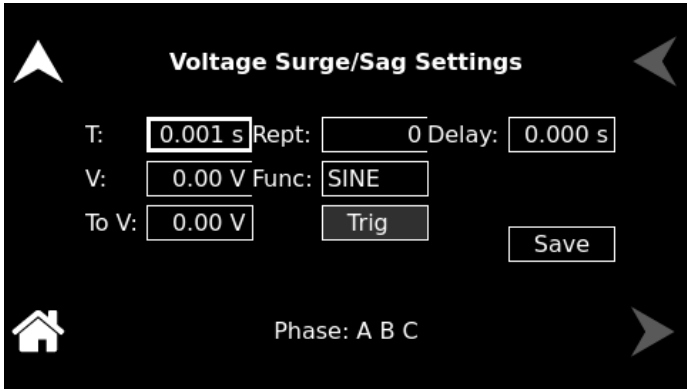 Voltage Surge/Sag Settings
T: 0.001 s Rept: 0 Delay: 0.000 s
V: 0.00 V Func: SINE
To V: 0.00 V Trig
Save
Phase: A B C